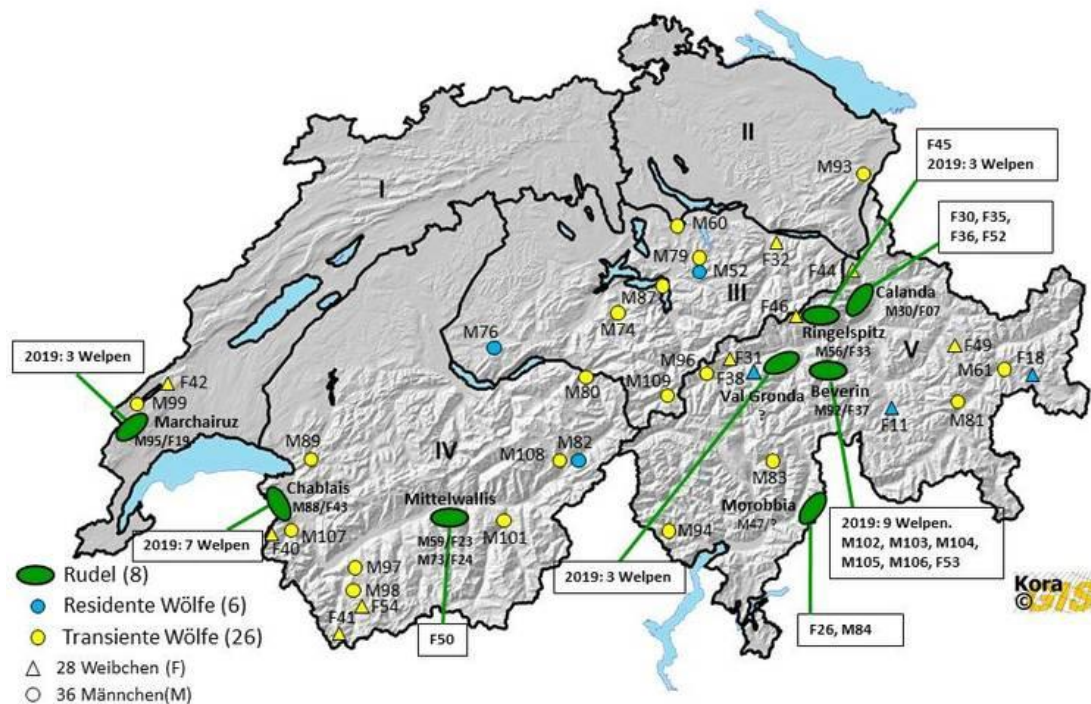 II
M93
F45
2019: 3 Welpen
I
M60
F30, F35,
F36, F52
M79
F32
M52
F44
III
Calanda
M30/F07
M87
F46
M74
Ringelspitz
M56/F33
V
M76
2019: 3 Welpen
F42
M96
F31
F49
F18
M61
M80
F38
Val Gronda
?
Beverin
M92/F37
M99
M109
Marchairuz
M95/F19
F11
M81
M89
IV
M82
M108
M83
Chablais
M88/F43
Mittelwallis
Morobbia
M47/?
M59/F23
M73/F24
M101
M94
2019: 9 Welpen.
M102, M103, M104,
M105, M106, F53
2019: 7 Welpen
F40
M107
M97
2019: 3 Welpen
Rudel (8)
M98
Kora
©GIS
Residente Wölfe (6)
F54
F41
Transiente Wölfe (26)
F50
F26, M84
28 Weibchen (F)
36 Männchen(M)